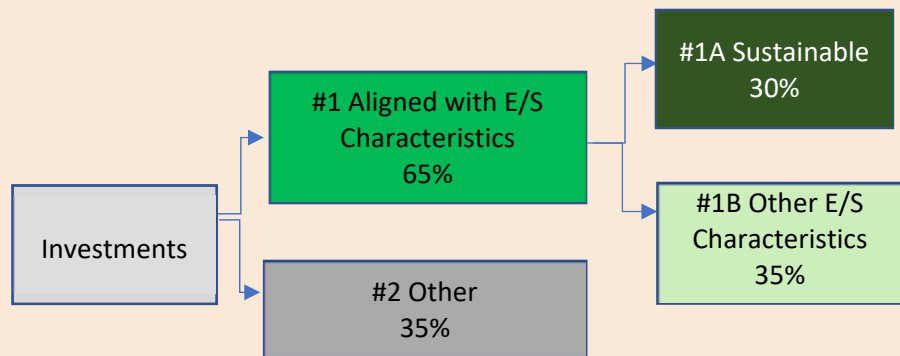 Investments
#1 Aligned with E/S
Characteristics
65%
#2 Other
35%
#1A Sustainable
30%
#1B Other E/S
Characteristics
35%